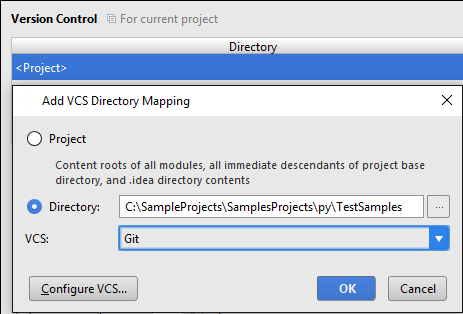 Version Control For current project
Directory
<Project>
Add VCS Directory Mapping
Project
Content roots of all modules, all immediate descendants of project base
directory, and .idea directory contents
Directory: C:\SampleProjects\SamplesProjects\py\TestSamples ...
VCS: Git
Configure VCS... OK Cancel